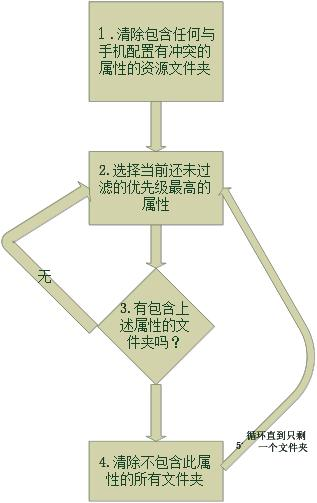 1.清除包含任何与
手机配置有冲突的
属性的资源文件夹
2.选择当前还未过
滤的优先级最高的
属性
无
3.有包含上
述属性的文
件夹吗？
4.清除不包含此属
性的所有文件夹
循环直到只剩
5 一个文件夹